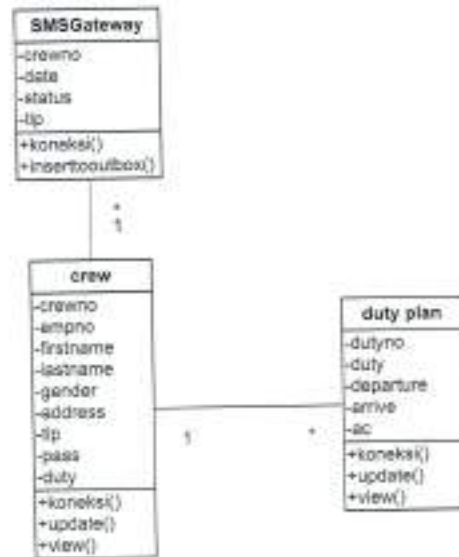 SMSGateway
-crewno
-date
-status
-tlp
+koneksi()
+inserttooutbox()
*
1
crew
-crewno
-empno
-firstname
-lastname
-gender
-address
-tlp
-pass
-duty
+koneksi()
+update()
+view()
1
*
duty plan
-dutyno
-duty
-departure
-arrive
-ac
+koneksi()
+update()
+view()